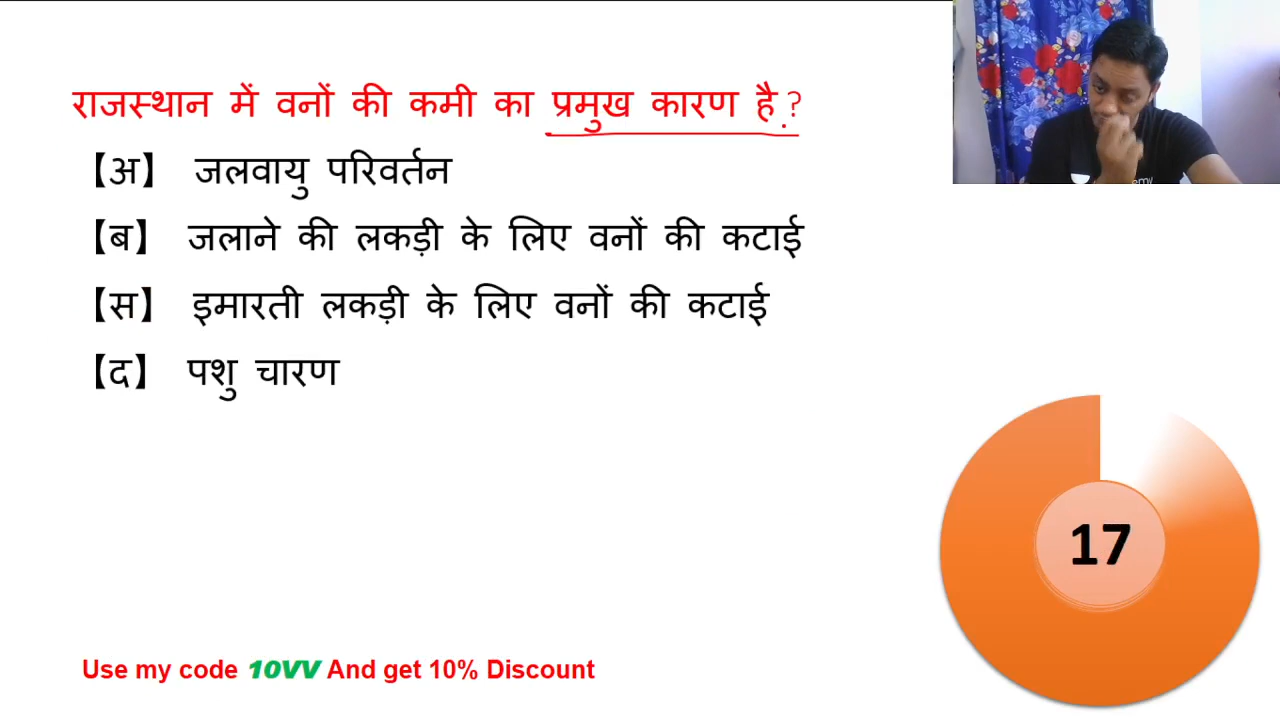 राजस्थान में वनों की कमी का प्रमुख कारण है ?
【अ】 जलवायु परिवर्तन
【ब】 जलाने की लकड़ी के लिए वनों की कटाई
【स】 इमारती लकड़ी के लिए वनों की कटाई
【द】 पशु चारण
17
Use my code 10VV And get 10% Discount